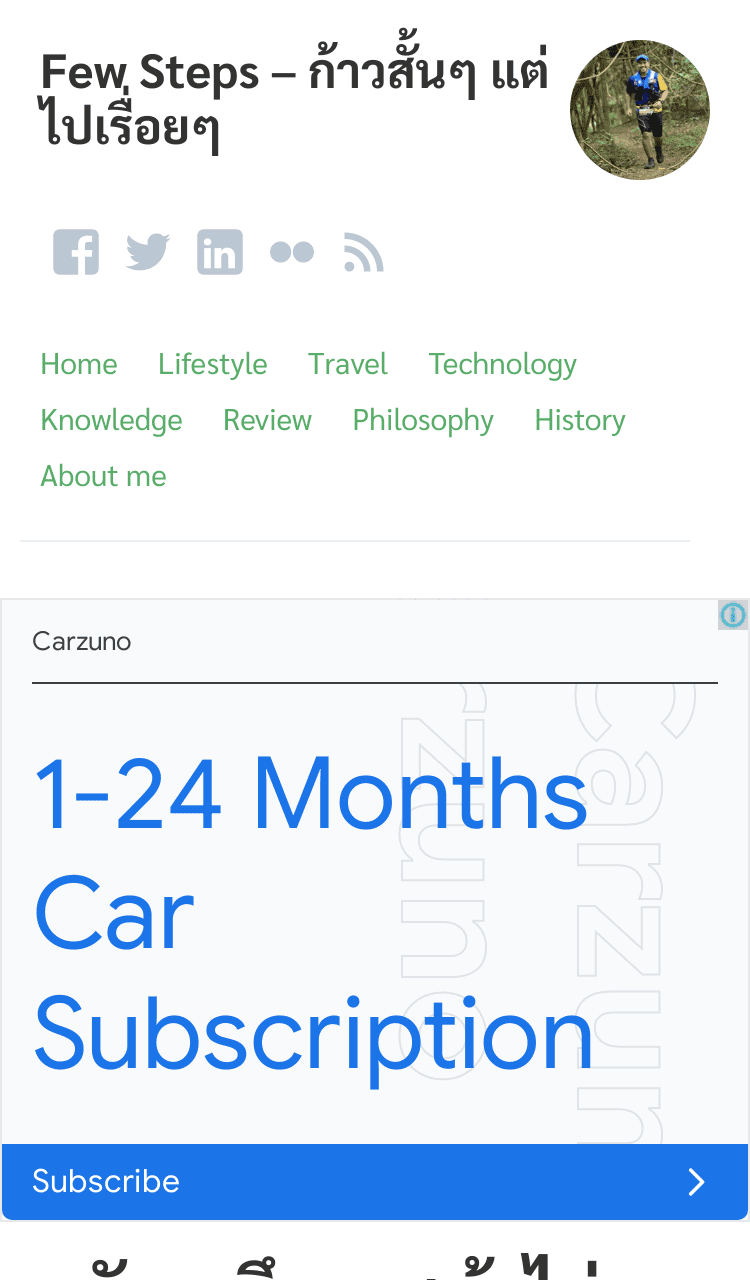 Few Steps – ก้าวสั้นๆ แต่
ไปเรื่อยๆ
Home Lifestyle Travel Technology
Knowledge Review Philosophy History
About me
Carzuno
1-24 Months
Car
Subscription
Subscribe